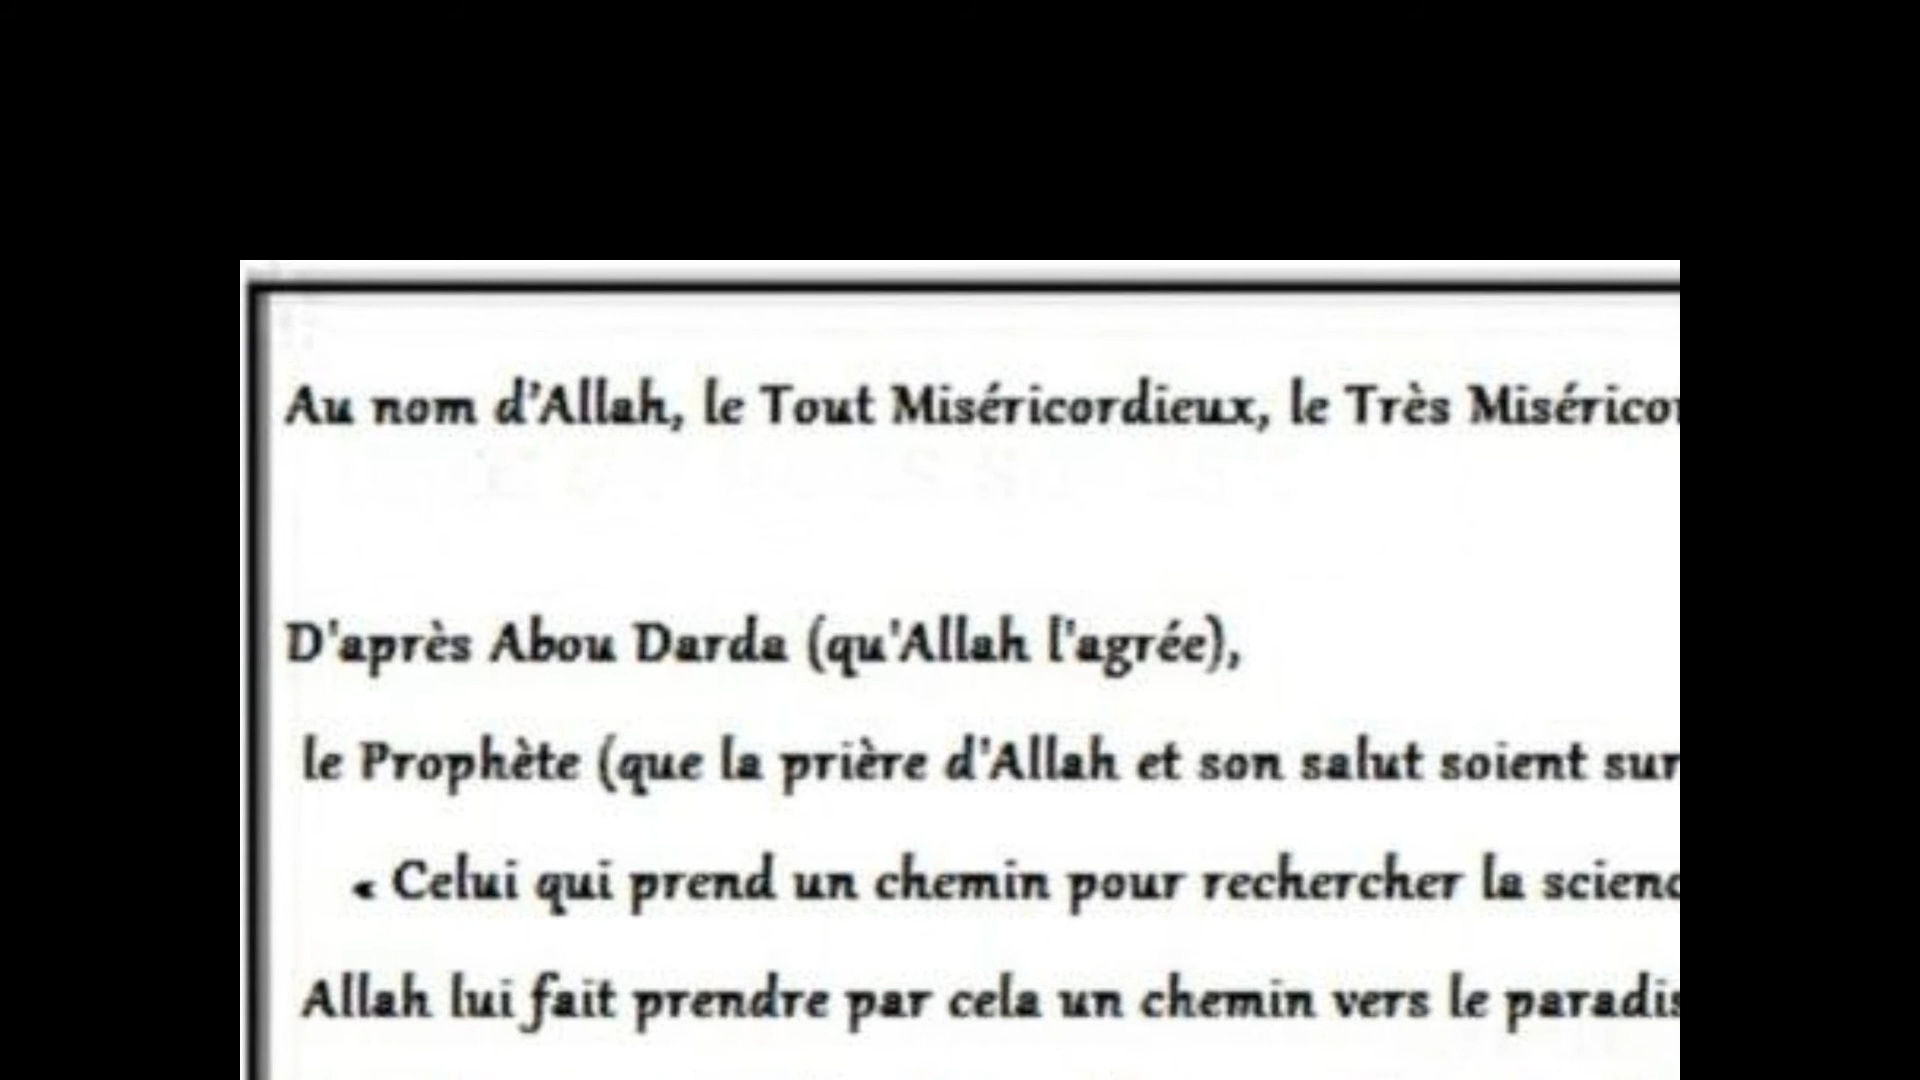 Au nom d’Allah, le Tout Miséricordieux, le Très
D'après Abou Darda (qu'Allah l'agrée),
le Prophète (que la prière d'Allah et son salut soient sur
« Celui qui prend un chemin pour rechercher la
Allah lui fait prendre par cela un chemin vers le paradis